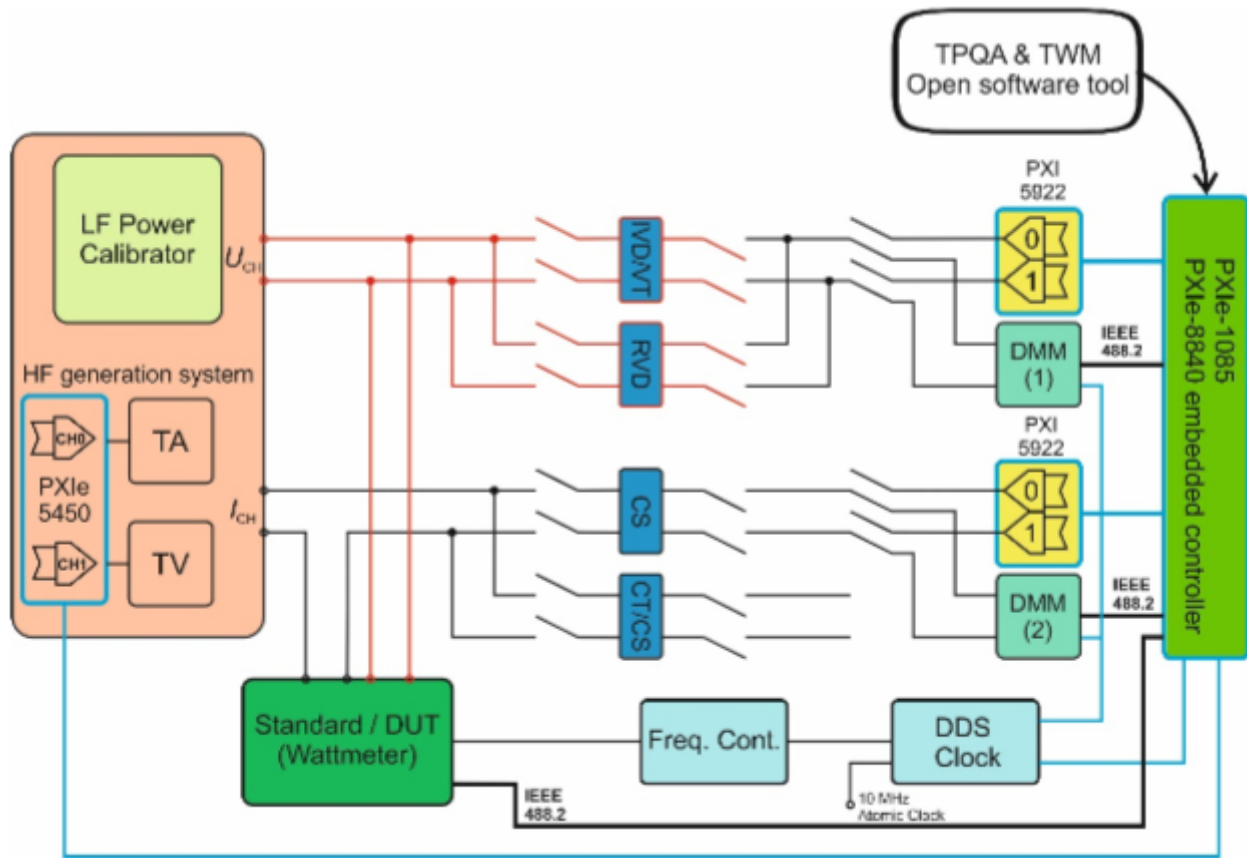 TPQA & TWM
Open software tool
LF Power
Calibrator
U_CH
HF generation system
CH0
TA
PXIe
5450
CH1
TV
I_CH
IVD/VT
RVD
CS
CT/CS
PXI
5922
0
1
DMM
(1)
IEEE
488.2
PXI
5922
0
1
DMM
(2)
IEEE
488.2
PXIe-1085
PXIe-8840 embedded controller
Standard / DUT
(Wattmeter)
Freq. Cont.
DDS
Clock
10 MHz
Atomic Clock
IEEE
488.2